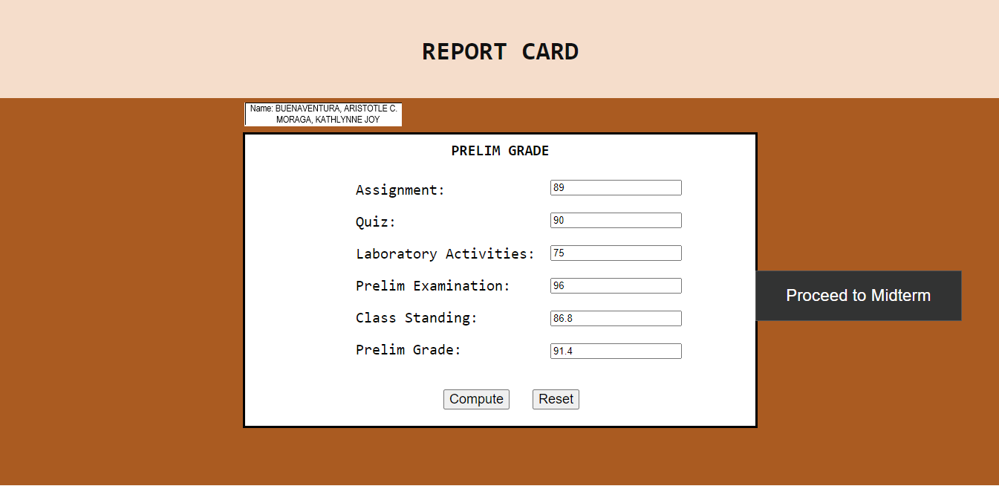 REPORT CARD
Name: BUENAVENTURA, ARISTOTLE C.
MORAGA, KATHLYNNE JOY
PRELIM GRADE
Assignment: 89
Quiz: 90
Laboratory Activities: 75
Prelim Examination: 96
Class Standing: 86.8
Prelim Grade: 91.4
Proceed to Midterm
Compute Reset